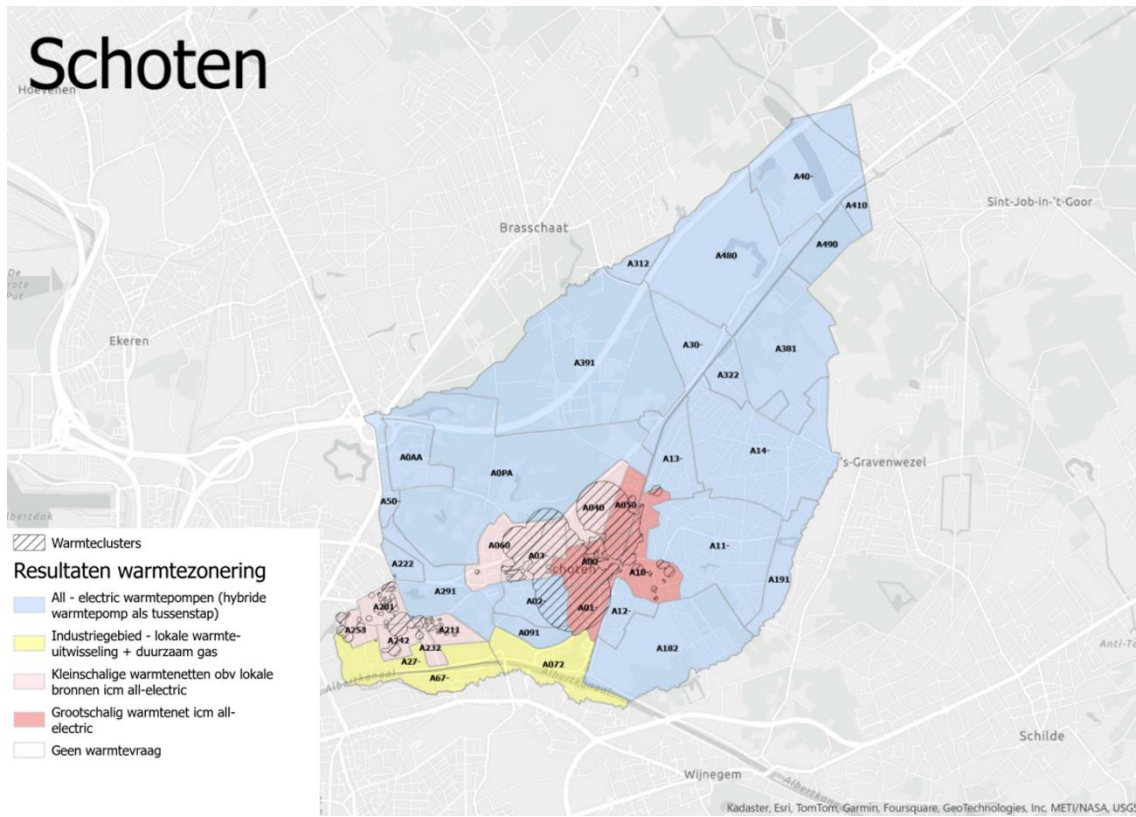 Schoten
Hoevenen
Brasschaat
Sint-Job-in-'t-Goor
De
Put
Ekeren
's-Gravenwezel
A40-
A410
A490
A480
A312
A30-
A381
A322
A391
A0AA
A0PA
A13-
A14-
A50-
A040
A050
A060
A03-
A00
Schoten
A10-
A11-
A191
A222
A291
A02-
A01-
A12-
A201
A253
A242
A211
A232
A091
A182
A27-
A072
A67-
Albertkanaal
Albertkanaal
Albertdok
Warmteclusters
Resultaten warmtezonering
All - electric warmtepompen (hybride
warmtepomp als tussenstap)
Industriegebied - lokale warmte-
uitwisseling + duurzaam gas
Kleinschalige warmtenetten obv lokale
bronnen icm all-electric
Grootschalig warmtenet icm all-
electric
Geen warmtevraag
Schilde
Wijnegem
Kadaster, Esri, TomTom, Garmin, Foursquare, GeoTechnologies, Inc, METI/NASA, USGS